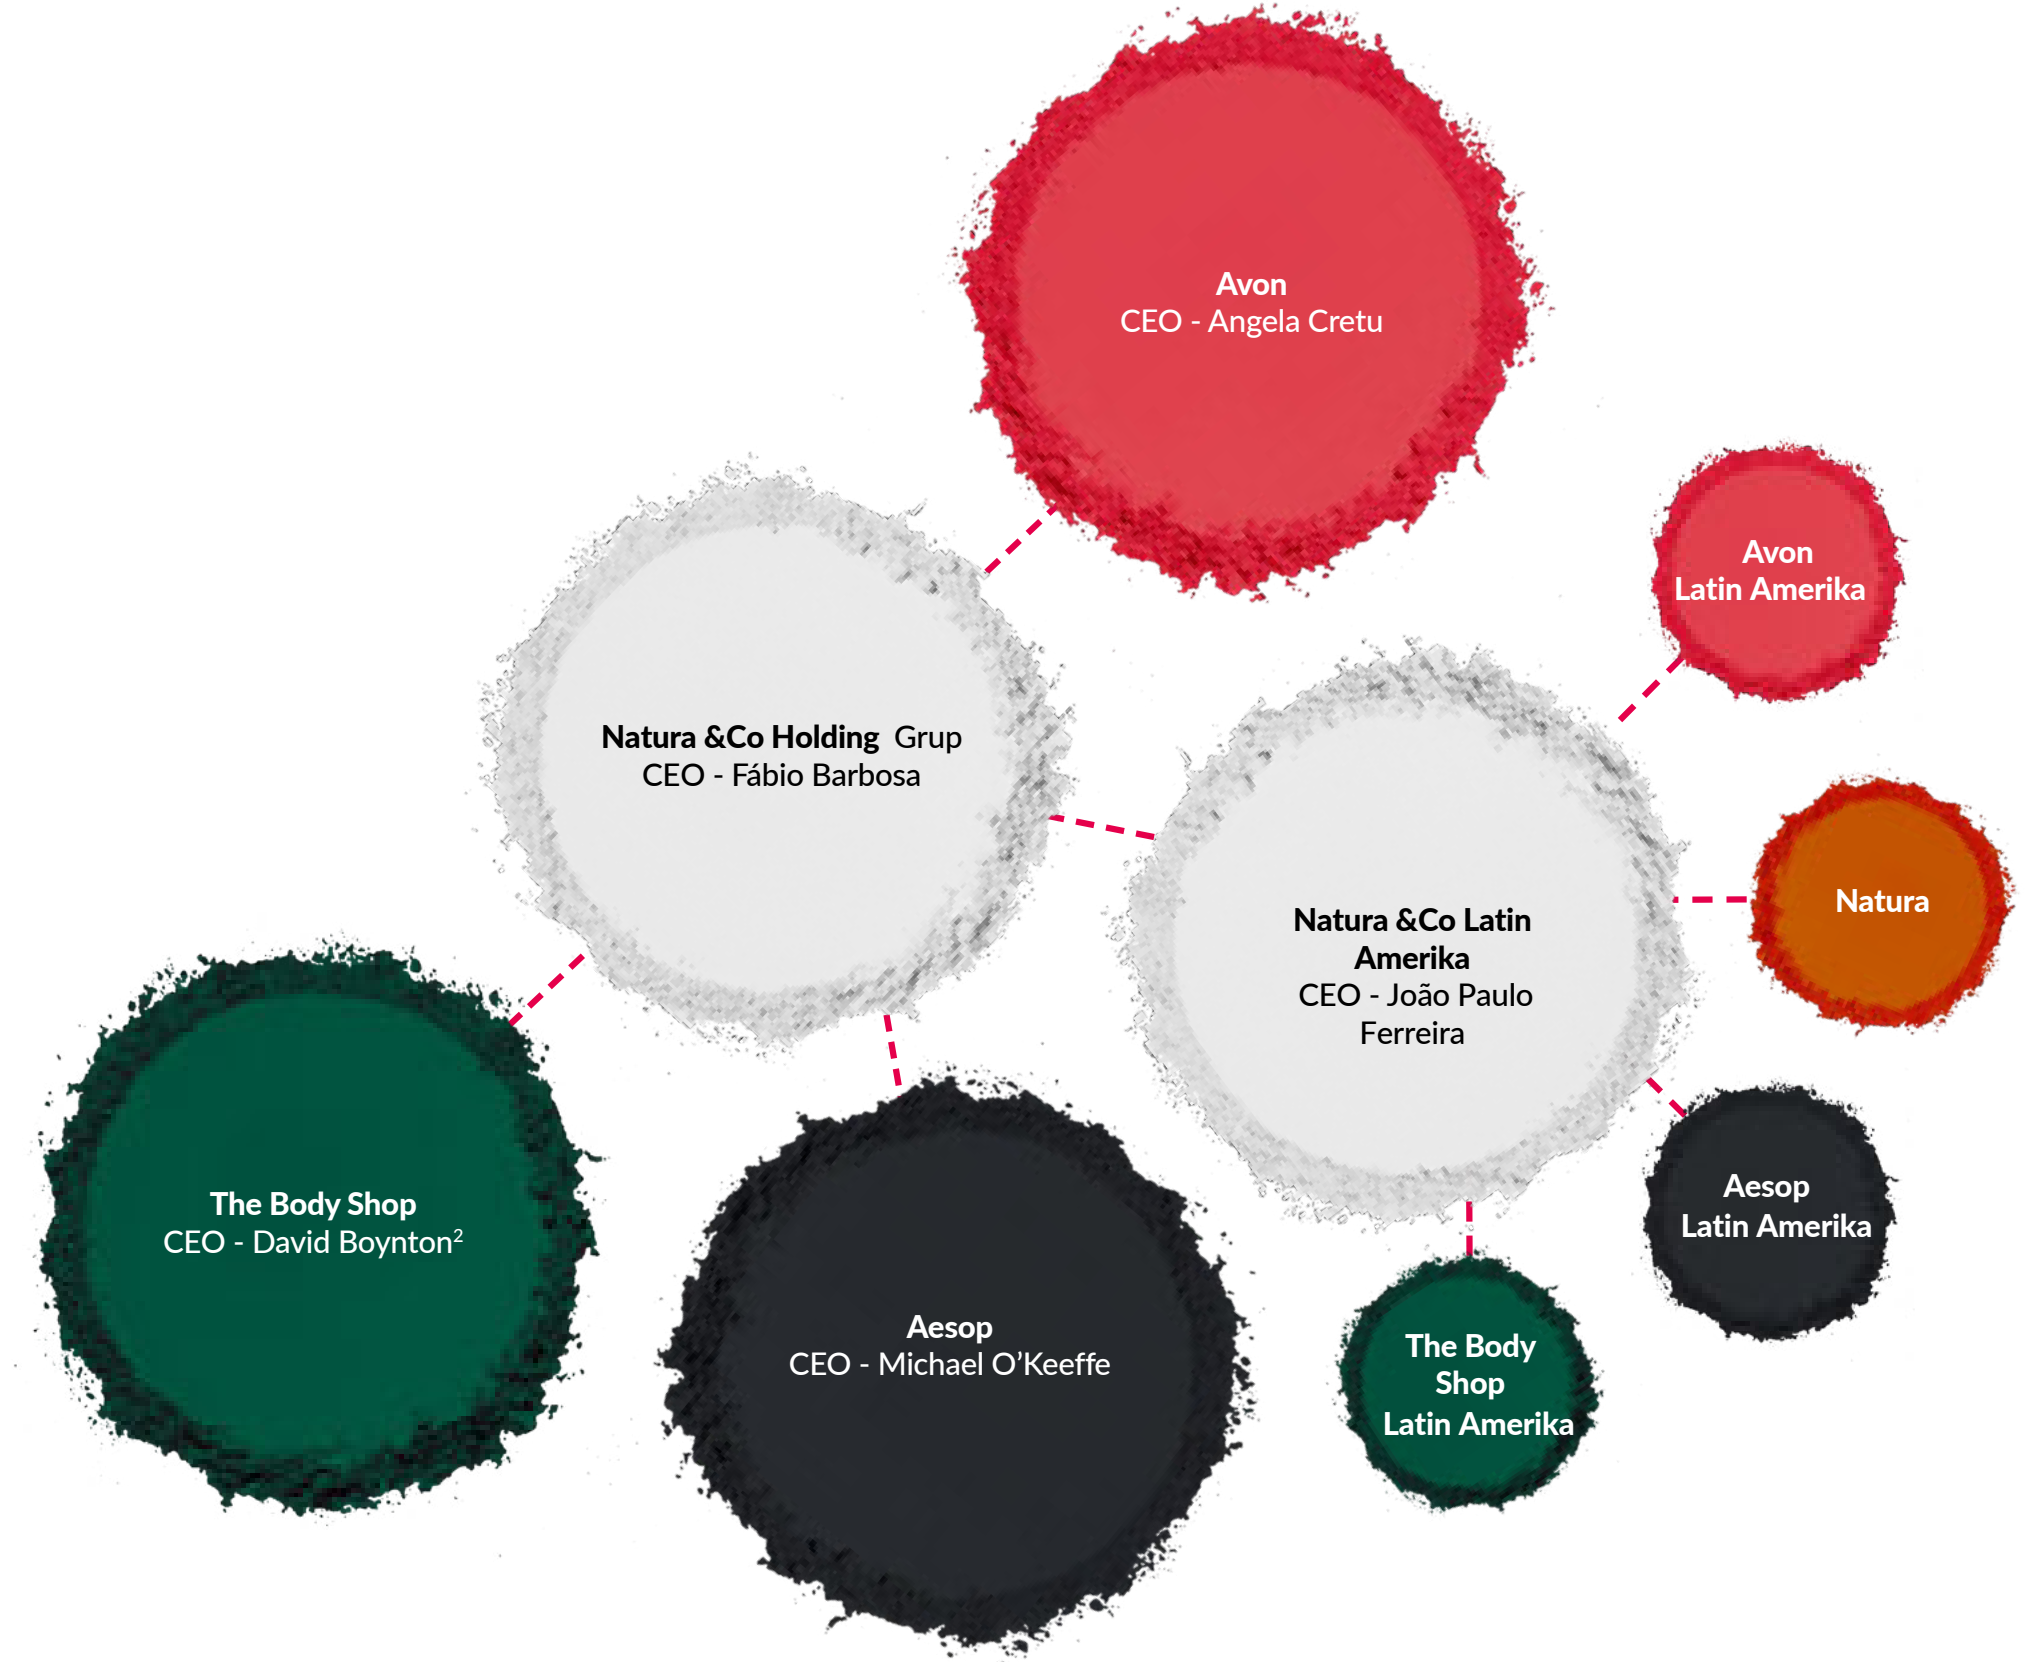 Avon
CEO - Angela Cretu
Avon
Latin Amerika
Natura &Co Holding Grup
CEO - Fábio Barbosa
Natura &Co Latin
Amerika
CEO - João Paulo
Ferreira
Natura
The Body Shop
CEO - David Boynton²
Aesop
CEO - Michael O’Keeffe
Aesop
Latin Amerika
The Body
Shop
Latin Amerika